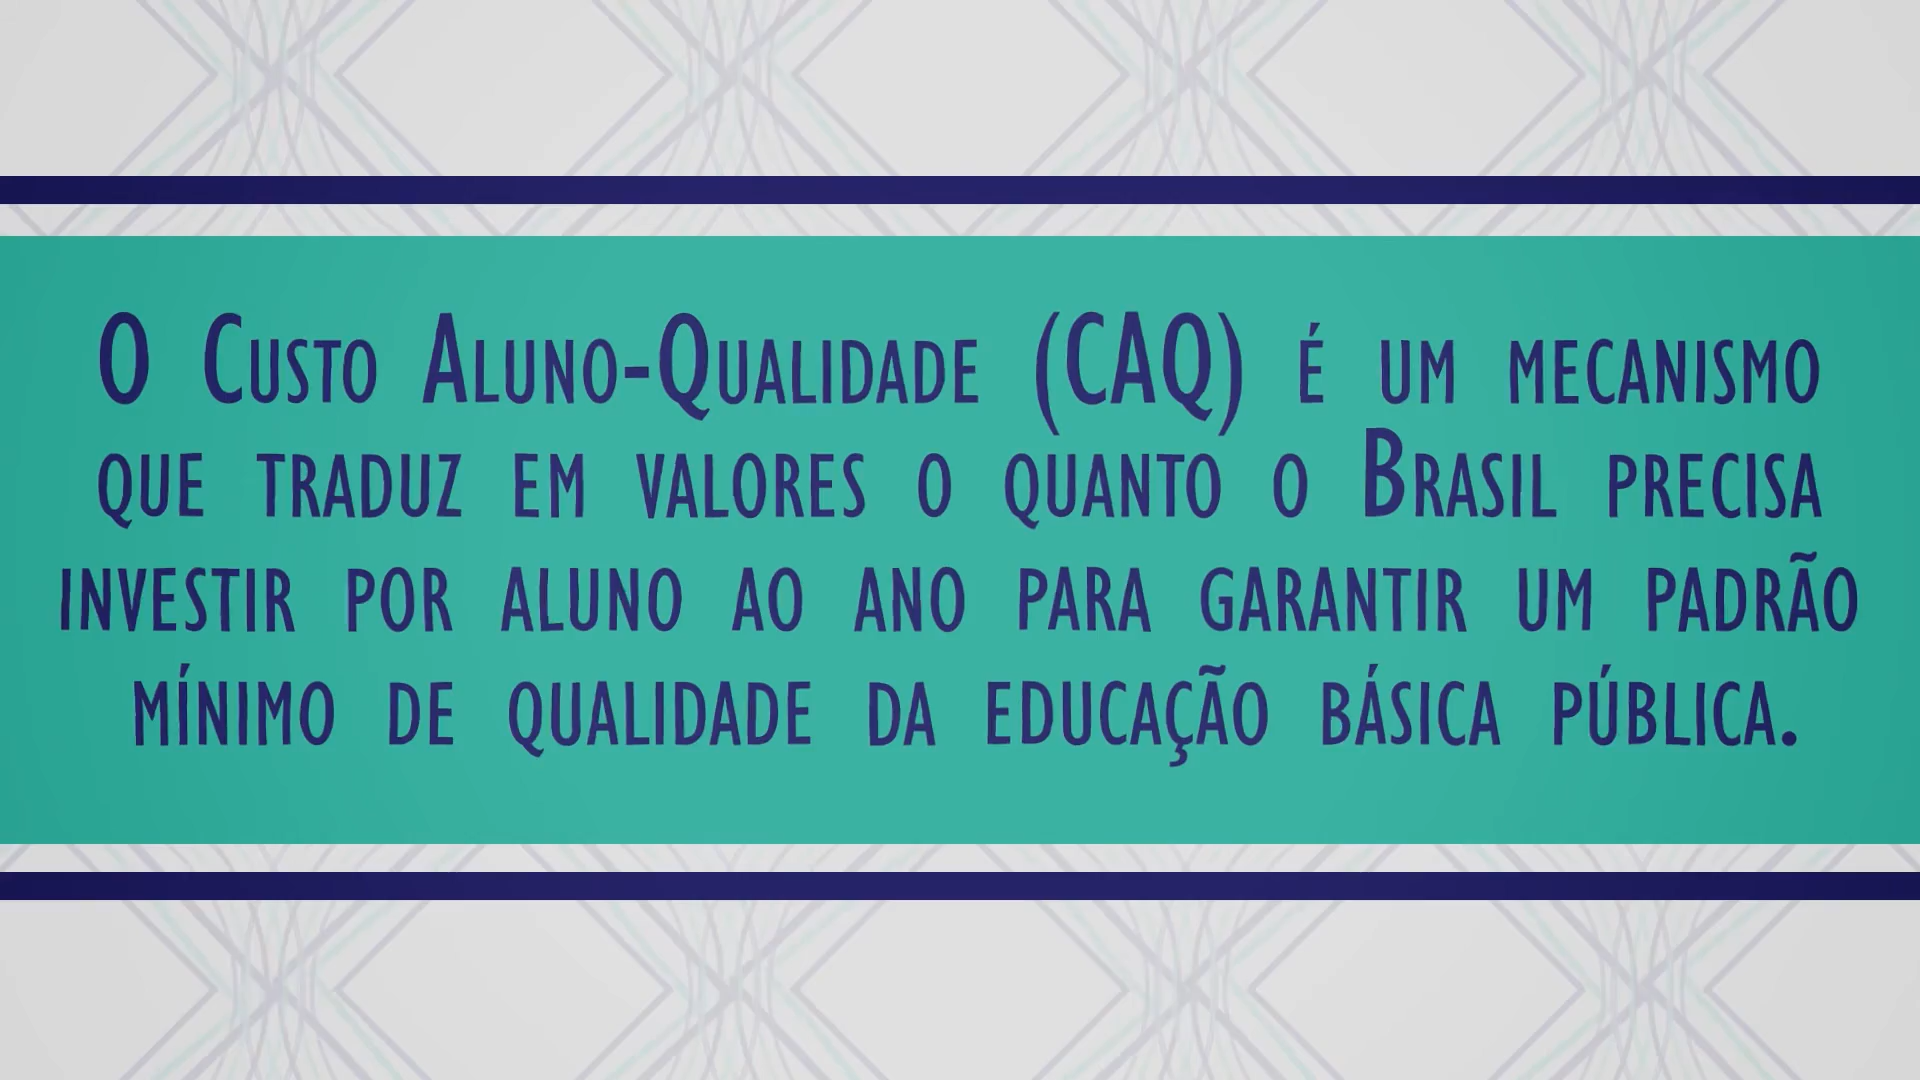 O Custo Aluno-Qualidade (CAQ) é um mecanismo
que traduz em valores o quanto o Brasil precisa
investir por aluno ao ano para garantir um padrão
mínimo de qualidade da educação básica pública.